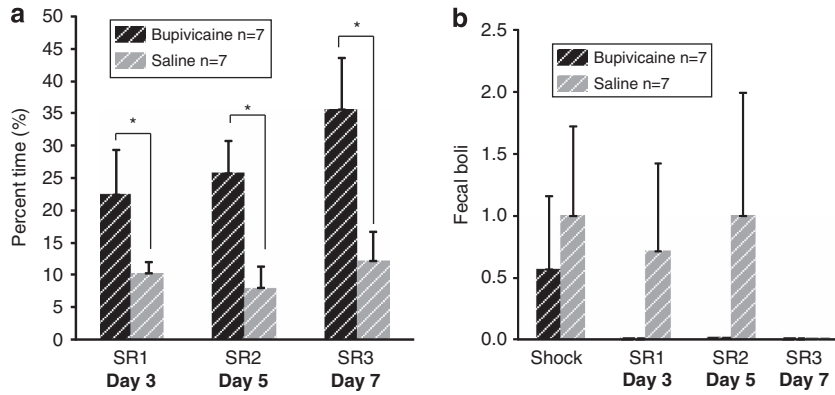 a
50
45
40
35
30
25
20
15
10
5
0
Percent time (%)
Bupivicaine n=7
Saline n=7
*
*
*
SR1
Day 3
SR2
Day 5
SR3
Day 7
b
2.5
2.0
1.5
1.0
0.5
0.0
Fecal boli
Bupivicaine n=7
Saline n=7
Shock
SR1
Day 3
SR2
Day 5
SR3
Day 7